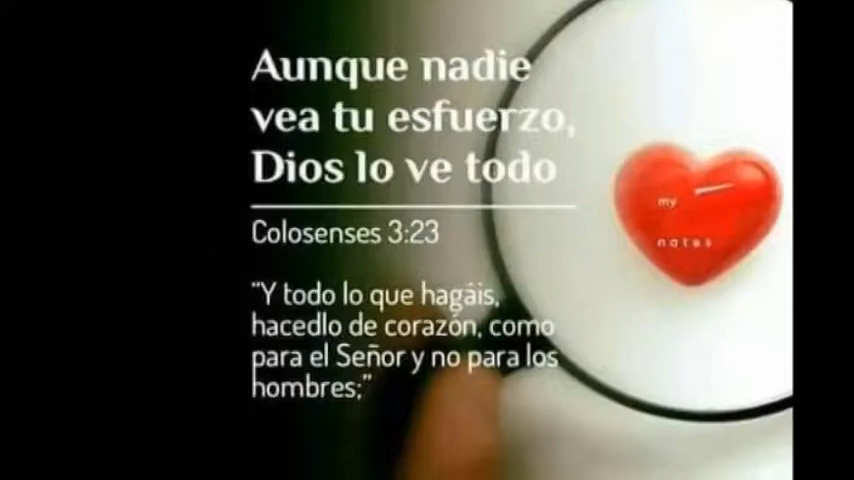 Aunque nadie
vea tu esfuerzo,
Dios lo ve todo
Colosenses 3:23
"Y todo lo que hagáis,
hacedlo de corazón, como
para el Señor y no para los
hombres;"
my
notes